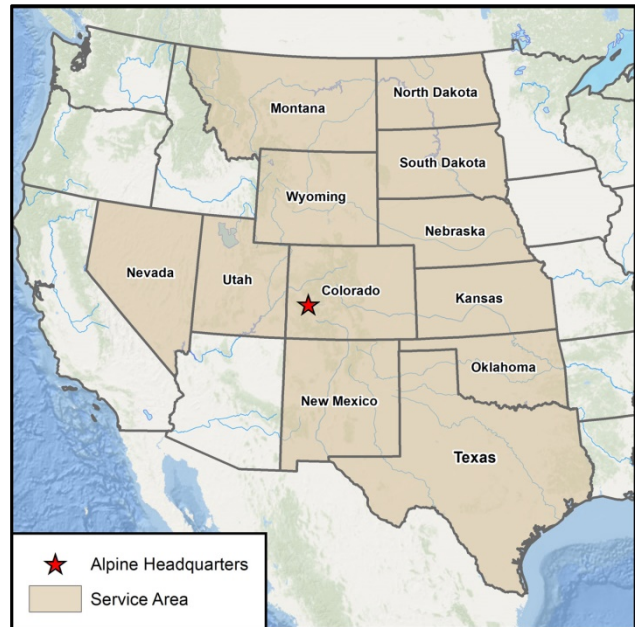 Montana
North Dakota
South Dakota
Wyoming
Nebraska
Nevada
Utah
Colorado
Kansas
Oklahoma
New Mexico
Texas
Alpine Headquarters
Service Area